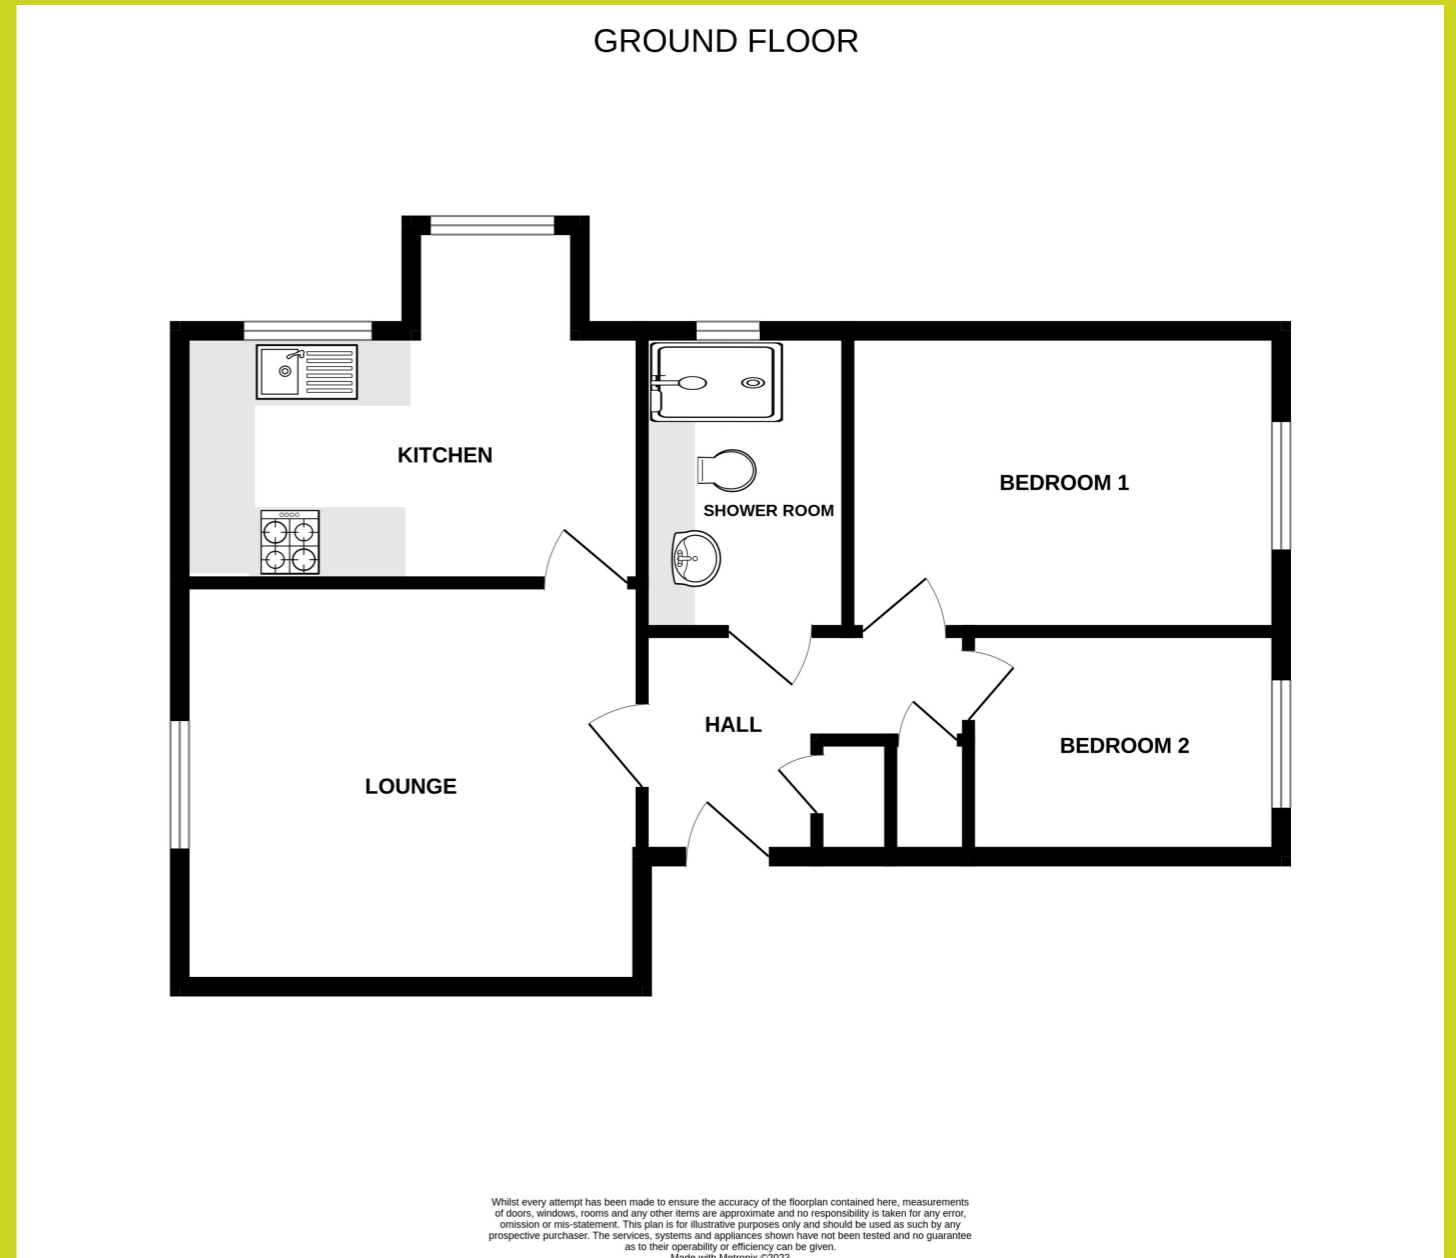 GROUND FLOOR
KITCHEN
SHOWER ROOM
BEDROOM 1
HALL
BEDROOM 2
LOUNGE
Whilst every attempt has been made to ensure the accuracy of the floorplan contained here, measurements
of doors, windows, rooms and any other items are approximate and no responsibility is taken for any error,
omission or mis-statement. This plan is for illustrative purposes only and should be used as such by any
prospective purchaser. The services, systems and appliances shown have not been tested and no guarantee
as to their operability or efficiency can be given.
Made with Metropix ©2023